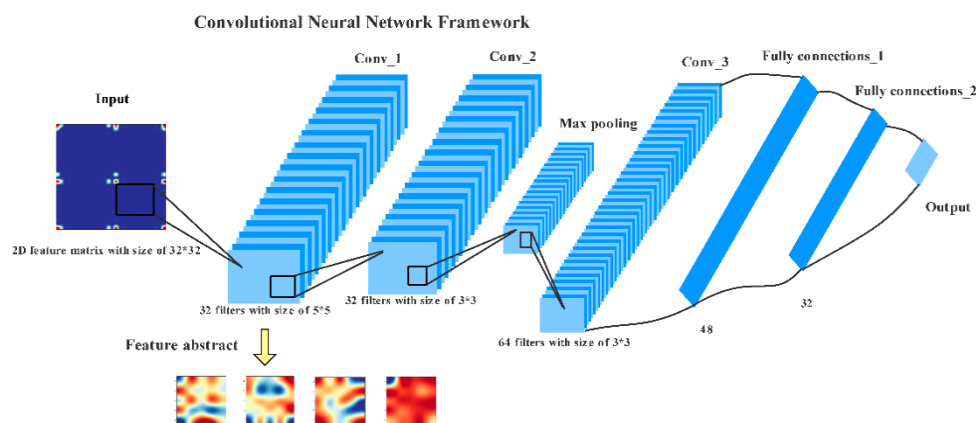 Convolutional Neural Network Framework
Conv_1
Conv_2
Conv_3
Fully connections_1
Fully connections_2
Input
Max pooling
Output
2D feature matrix with size of 32*32
32 filters with size of 5*5
32 filters with size of 3*3
64 filters with size of 3*3
48
32
Feature abstract